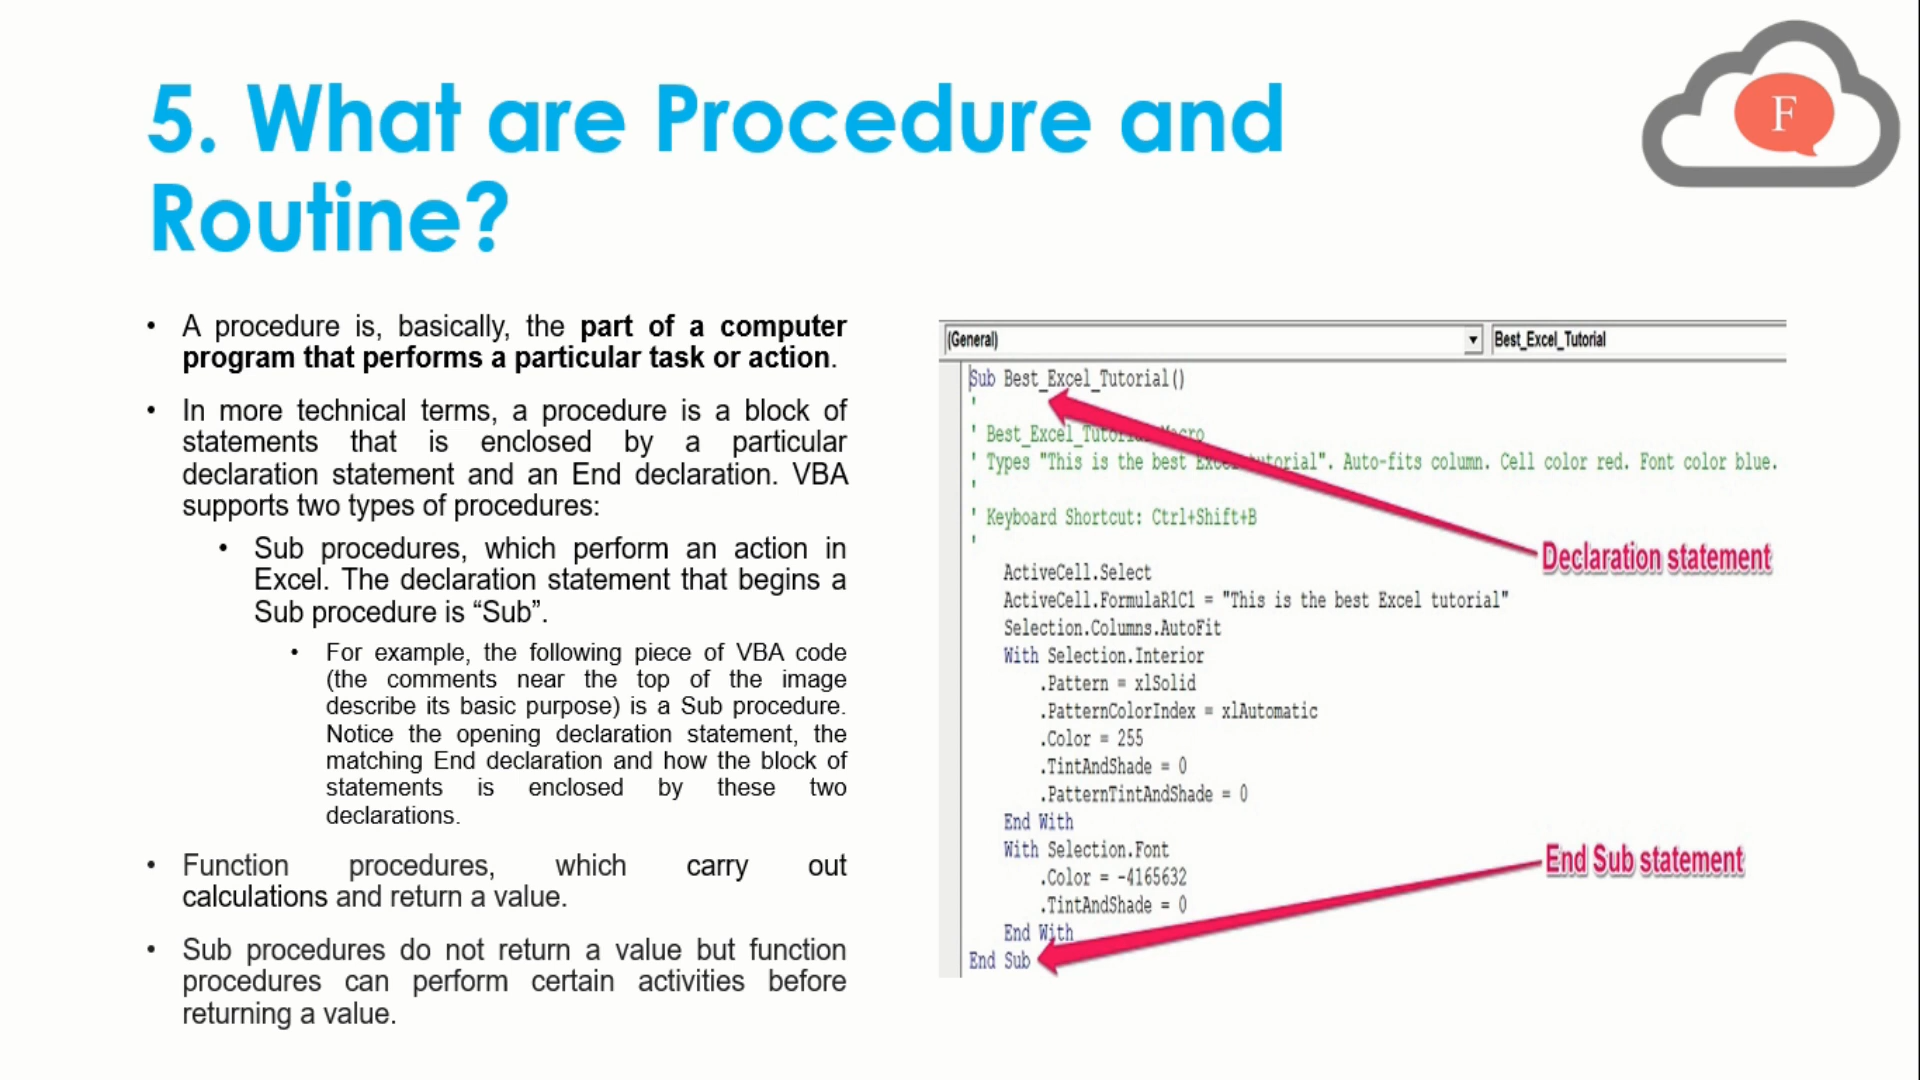 5. What are Procedure and
Routine?
F
• A procedure is, basically, the part of a computer
program that performs a particular task or action.
• In more technical terms, a procedure is a block of
statements that is enclosed by a particular
declaration statement and an End declaration. VBA
supports two types of procedures:
• Sub procedures, which perform an action in
Excel. The declaration statement that begins a
Sub procedure is “Sub”.
• For example, the following piece of VBA code
(the comments near the top of the image
describe its basic purpose) is a Sub procedure.
Notice the opening declaration statement, the
matching End declaration and how the block of
statements is enclosed by these two
declarations.
• Function procedures, which carry out
calculations and return a value.
• Sub procedures do not return a value but function
procedures can perform certain activities before
returning a value.
(General) Best_Excel_Tutorial
Sub Best_Excel_Tutorial()
'
' Best_Excel_Tutorial Macro
' Types "This is the best Excel tutorial". Auto-fits column. Cell color red. Font color blue.
'
' Keyboard Shortcut: Ctrl+Shift+B
'
ActiveCell.Select
ActiveCell.FormulaR1C1 = "This is the best Excel tutorial"
Selection.Columns.AutoFit
With Selection.Interior
.Pattern = xlSolid
.PatternColorIndex = xlAutomatic
.Color = 255
.TintAndShade = 0
.PatternTintAndShade = 0
End With
With Selection.Font
.Color = -4165632
.TintAndShade = 0
End With
End Sub
Declaration statement
End Sub statement